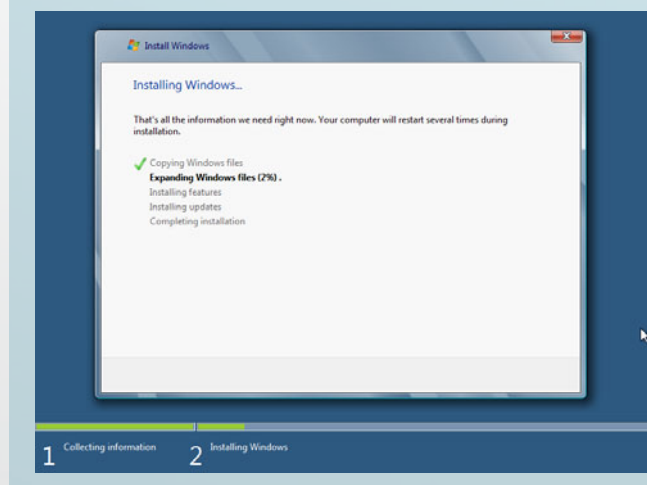 Install Windows
Installing Windows...
That's all the information we need right now. Your computer will restart several times during
installation.
Copying Windows files
Expanding Windows files (2%) .
Installing features
Installing updates
Completing installation
1 Collecting information 2 Installing Windows